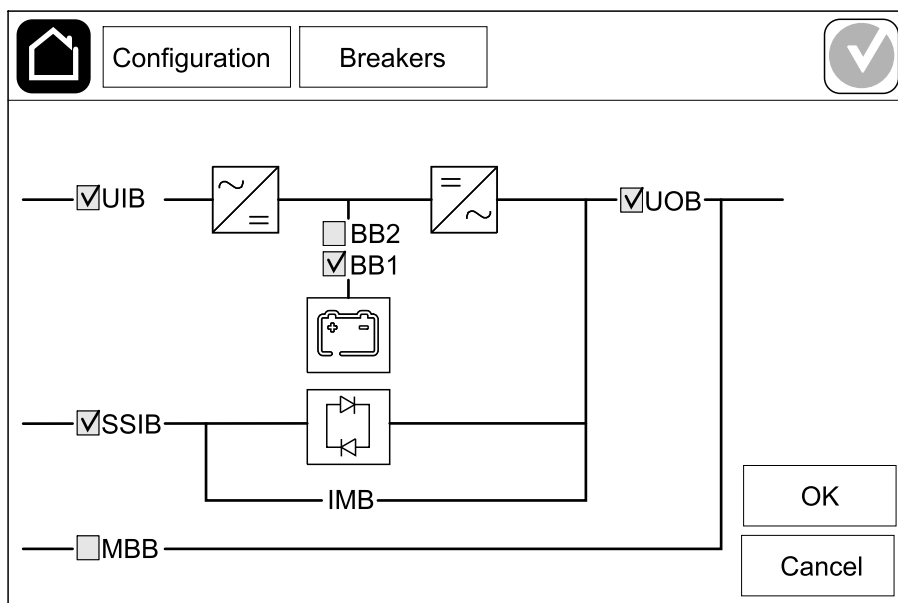 Configuration
Breakers
UIB
UOB
BB2
BB1
SSIB
IMB
OK
MBB
Cancel